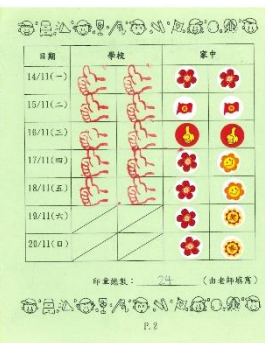 日期 學校 家中
14/11(一)
15/11(二)
16/11(三)
17/11(四)
18/11(五)
19/11(六)
20/11(日)
印章總數： 24 (由老師填寫)
P.2